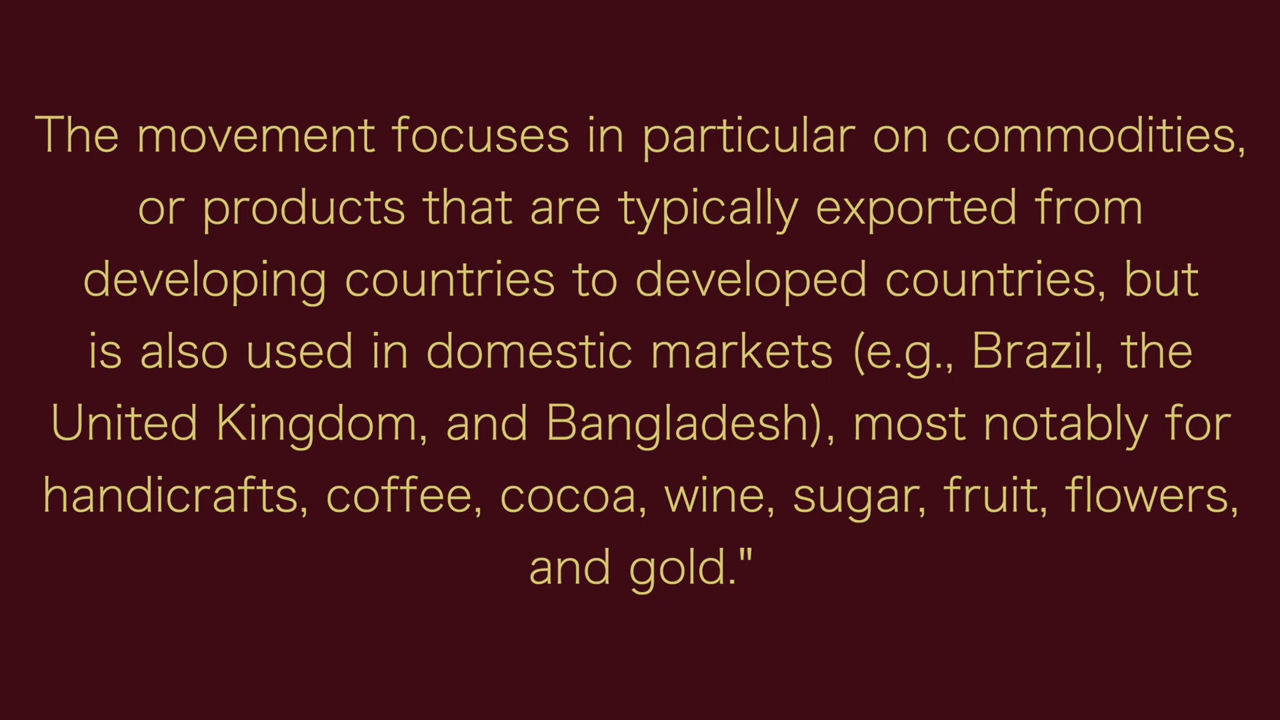 The movement focuses in particular on commodities,
or products that are typically exported from
developing countries to developed countries, but
is also used in domestic markets (e.g., Brazil, the
United Kingdom, and Bangladesh), most notably for
handicrafts, coffee, cocoa, wine, sugar, fruit, flowers,
and gold."